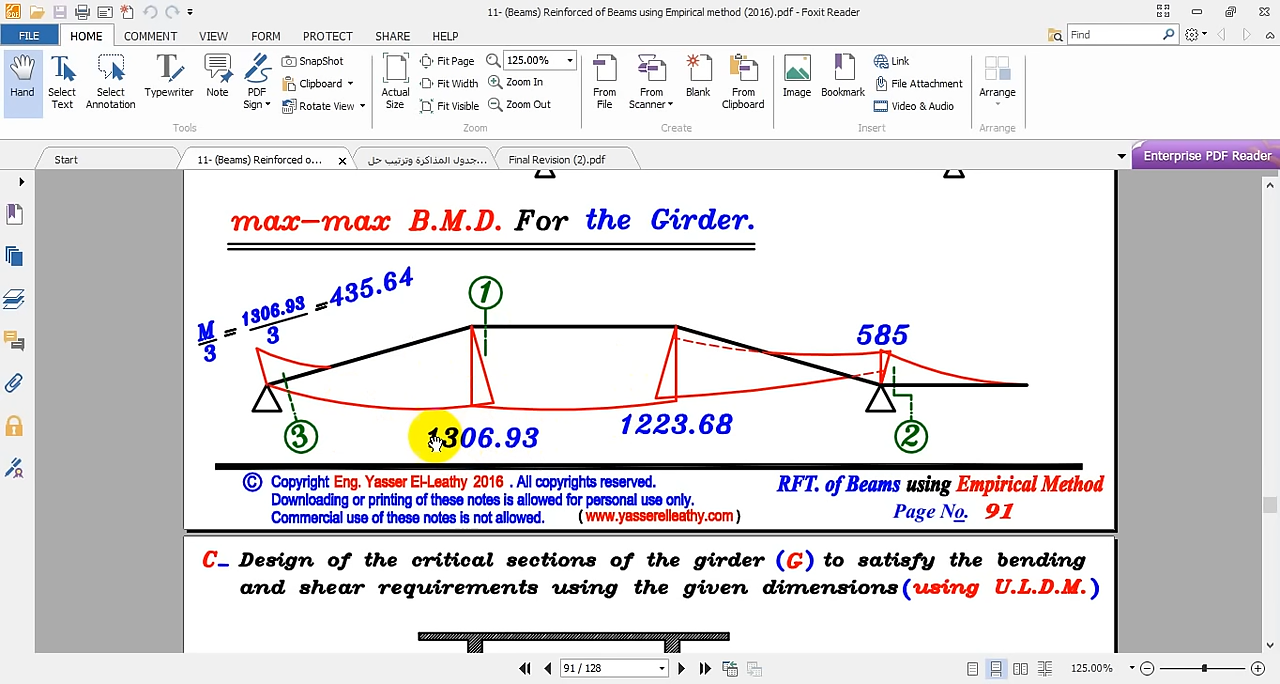 11- (Beams) Reinforced of Beams using Empirical method (2016).pdf - Foxit Reader
FILE HOME COMMENT VIEW FORM PROTECT SHARE HELP
Find
Hand
Select Text
Select Annotation
Typewriter
Note
PDF Sign
SnapShot
Clipboard
Rotate View
Tools
Actual Size
Fit Page
Fit Width
Fit Visible
125.00%
Zoom In
Zoom Out
Zoom
From File
From Scanner
Blank
From Clipboard
Create
Image
Bookmark
Link
File Attachment
Video & Audio
Insert
Arrange
Arrange
Start
11- (Beams) Reinforced o...
جدول المذاكرة وترتيب حل...
Final Revision (2).pdf
Enterprise PDF Reader
max-max B.M.D. For the Girder.
M/3 = 1306.93/3 = 435.64
1
585
3
1306.93
1223.68
2
© Copyright Eng. Yasser El-Leathy 2016 . All copyrights reserved.
Downloading or printing of these notes is allowed for personal use only.
Commercial use of these notes is not allowed. ( www.yasserelleathy.com )
RFT. of Beams using Empirical Method
Page No. 91
C- Design of the critical sections of the girder (G) to satisfy the bending
and shear requirements using the given dimensions (using U.L.D.M.)
91 / 128
125.00%